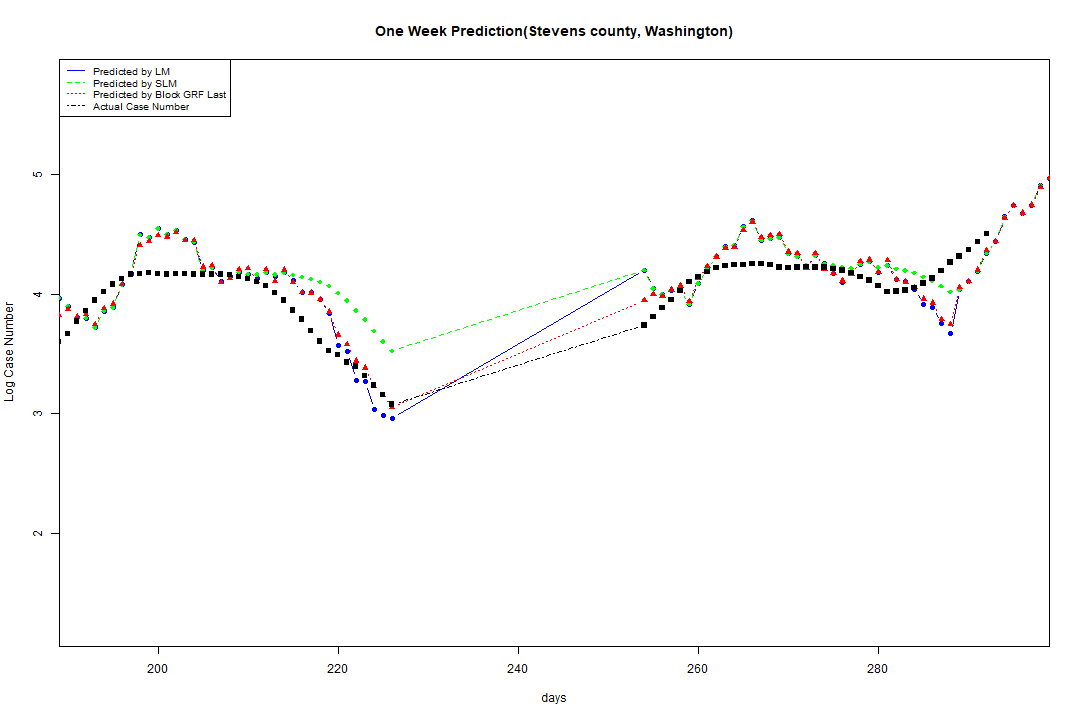 One Week Prediction(Stevens county, Washington)
Predicted by LM
Predicted by SLM
Predicted by Block GRF Last
Actual Case Number
5
4
3
2
Log Case Number
200 220 240 260 280
days